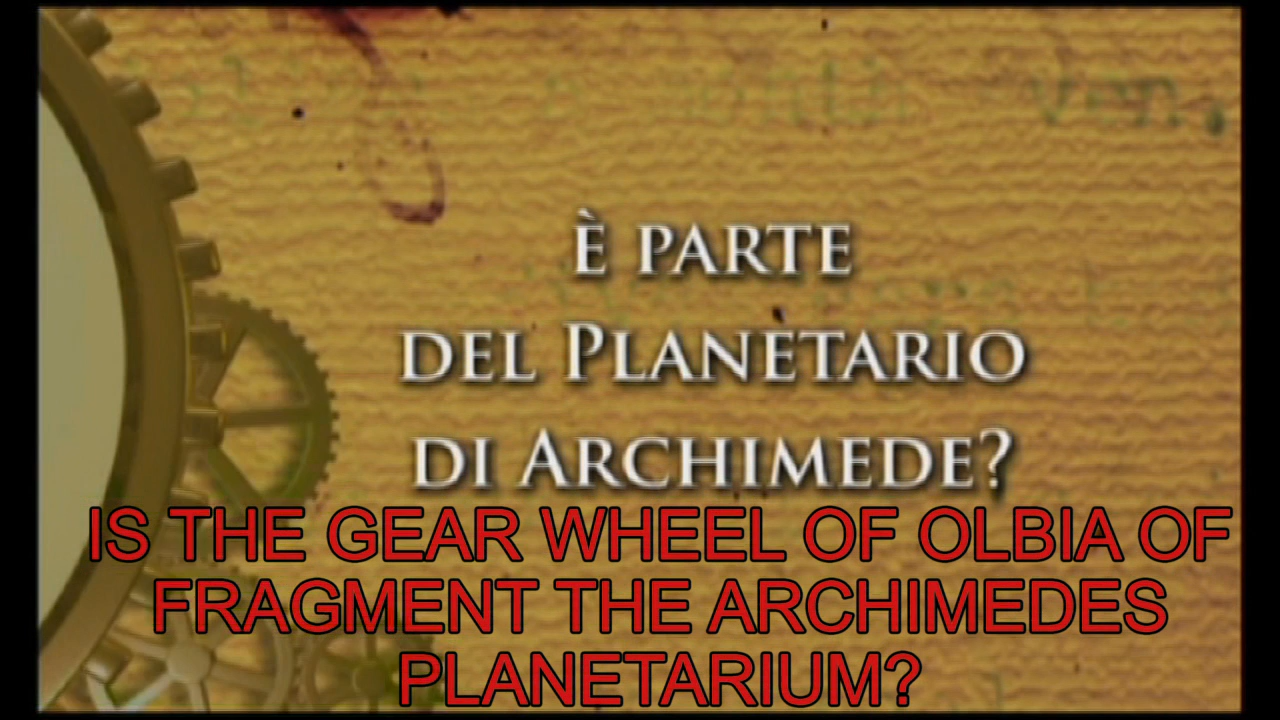 È PARTE
DEL PLANETARIO
DI ARCHIMEDE?
IS THE GEAR WHEEL OF OLBIA OF
FRAGMENT THE ARCHIMEDES
PLANETARIUM?